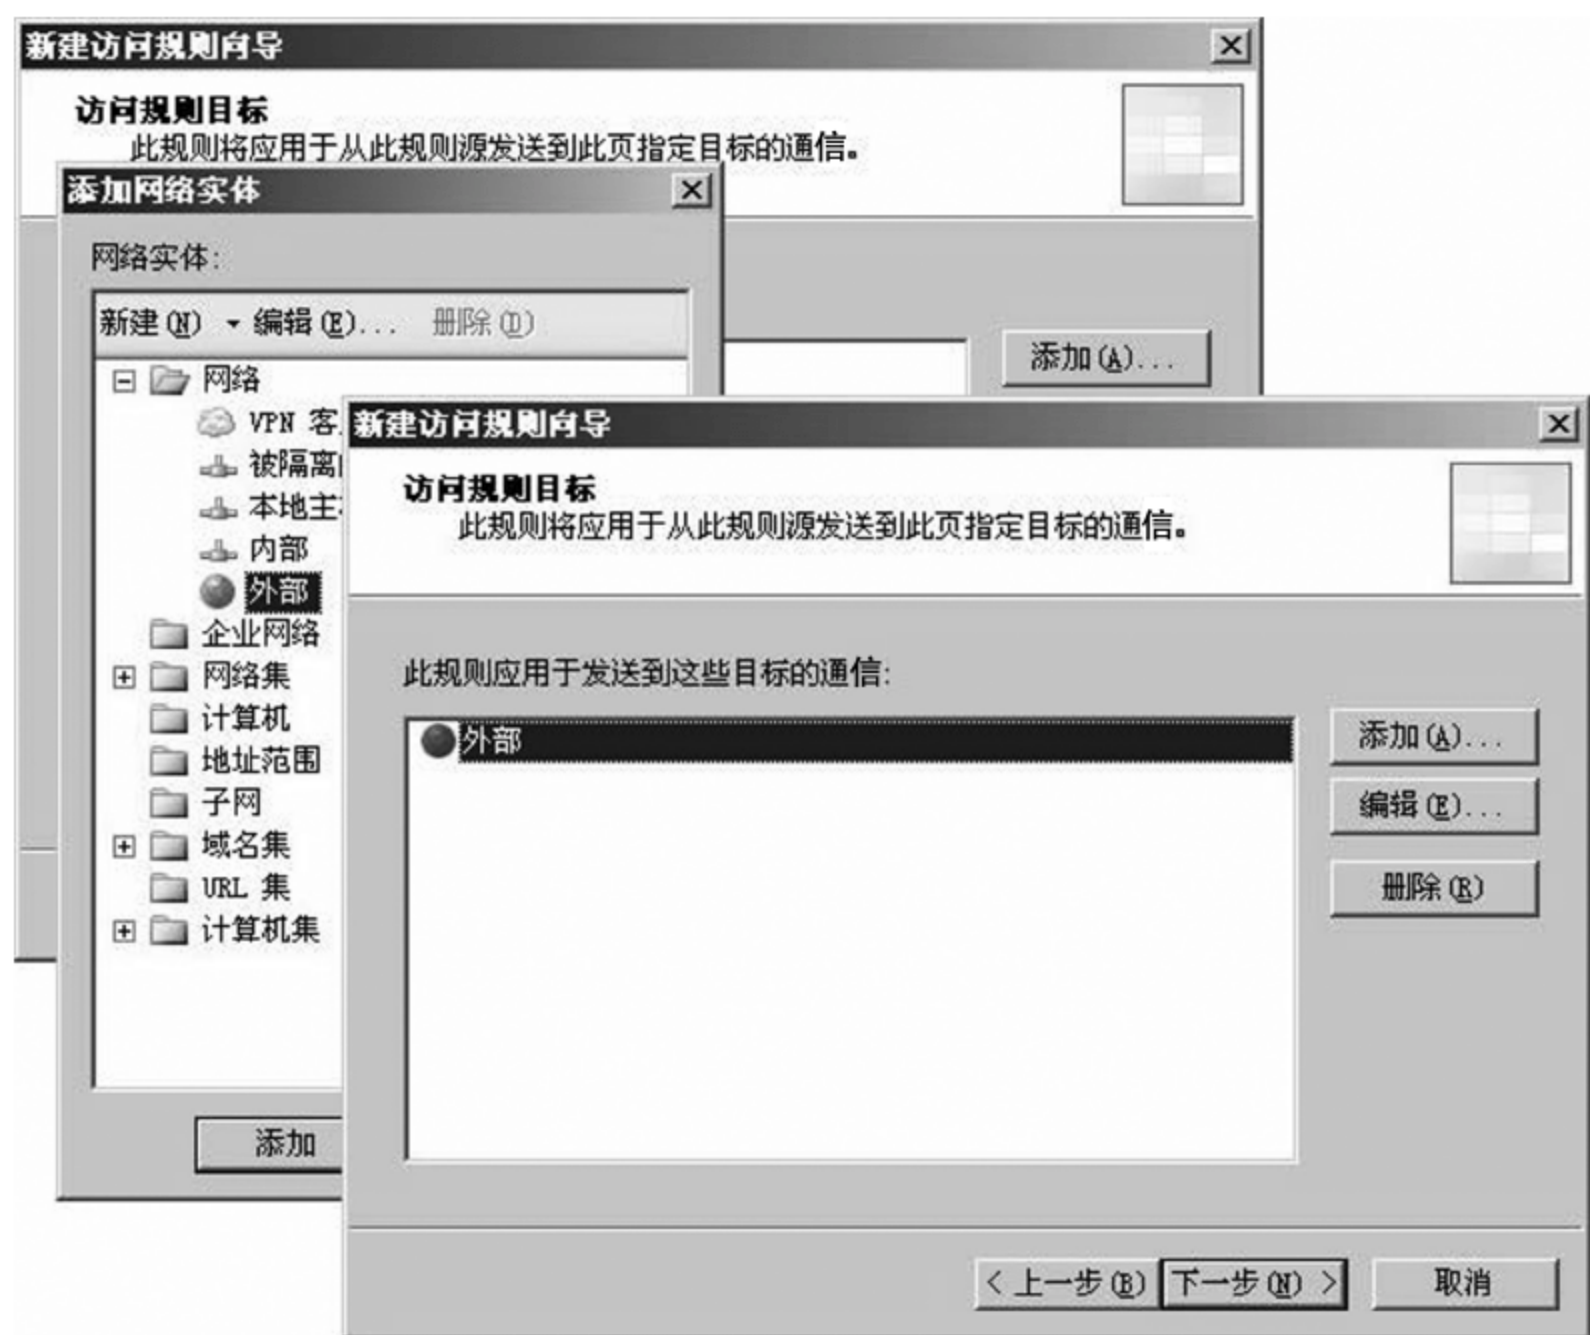 新建访问规则向导
访问规则目标
此规则将应用于从此规则源发送到此页指定目标的通信。
添加网络实体
网络实体:
新建(N) 编辑(E)... 删除(D)
添加(A)...
网络
VPN 客
被隔离
本地主
内部
外部
企业网络
网络集
计算机
地址范围
子网
域名集
URL 集
计算机集
添加
新建访问规则向导
访问规则目标
此规则将应用于从此规则源发送到此页指定目标的通信。
此规则应用于发送到这些目标的通信:
外部
添加(A)...
编辑(E)...
删除(R)
< 上一步(B) 下一步(N) > 取消